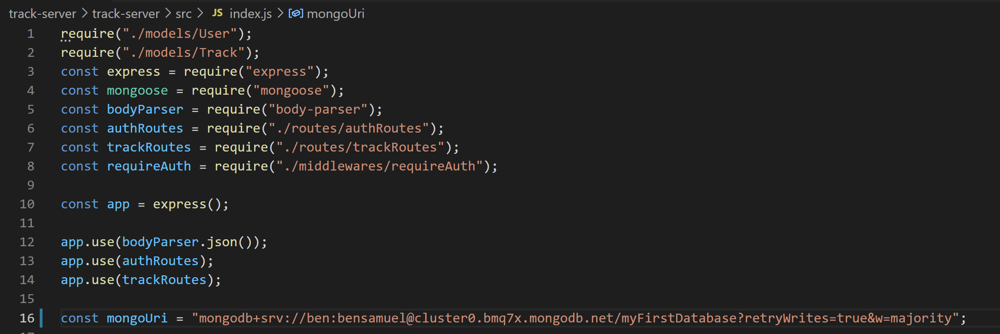 track-server > track-server > src > JS index.js > mongoUri
1 require("./models/User");
2 require("./models/Track");
3 const express = require("express");
4 const mongoose = require("mongoose");
5 const bodyParser = require("body-parser");
6 const authRoutes = require("./routes/authRoutes");
7 const trackRoutes = require("./routes/trackRoutes");
8 const requireAuth = require("./middlewares/requireAuth");
9
10 const app = express();
11
12 app.use(bodyParser.json());
13 app.use(authRoutes);
14 app.use(trackRoutes);
15
16 const mongoUri = "mongodb+srv://ben:bensamuel@cluster0.bmq7x.mongodb.net/myFirstDatabase?retryWrites=true&w=majority";